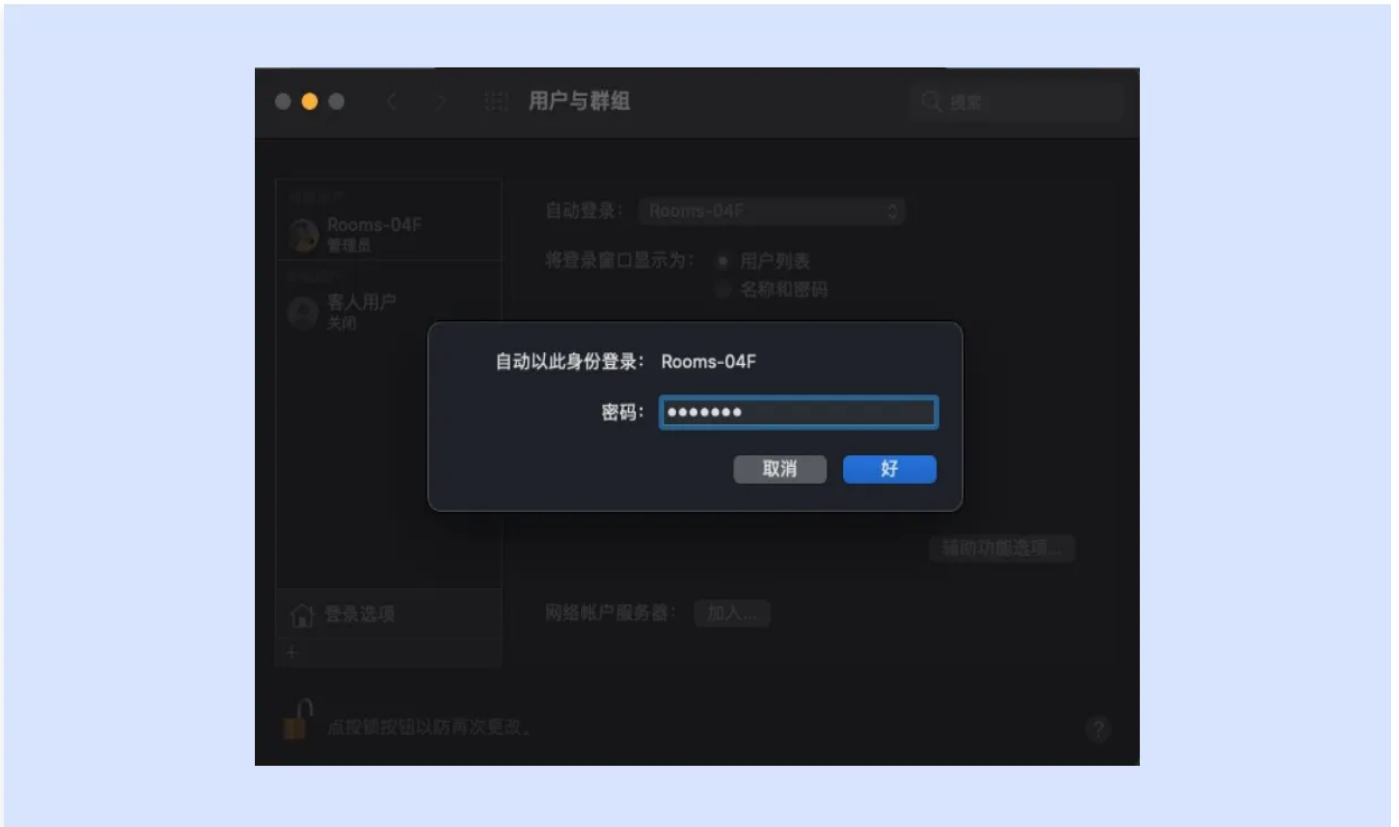 用户与群组
搜索
Rooms-04F
管理员
客人用户
关闭
登录选项
+
自动登录： Rooms-04F
将登录窗口显示为： 用户列表
名称和密码
自动以此身份登录： Rooms-04F
密码： •••••••
取消 好
辅助功能选项...
网络帐户服务器： 加入...
点按锁按钮以防再次更改。
?